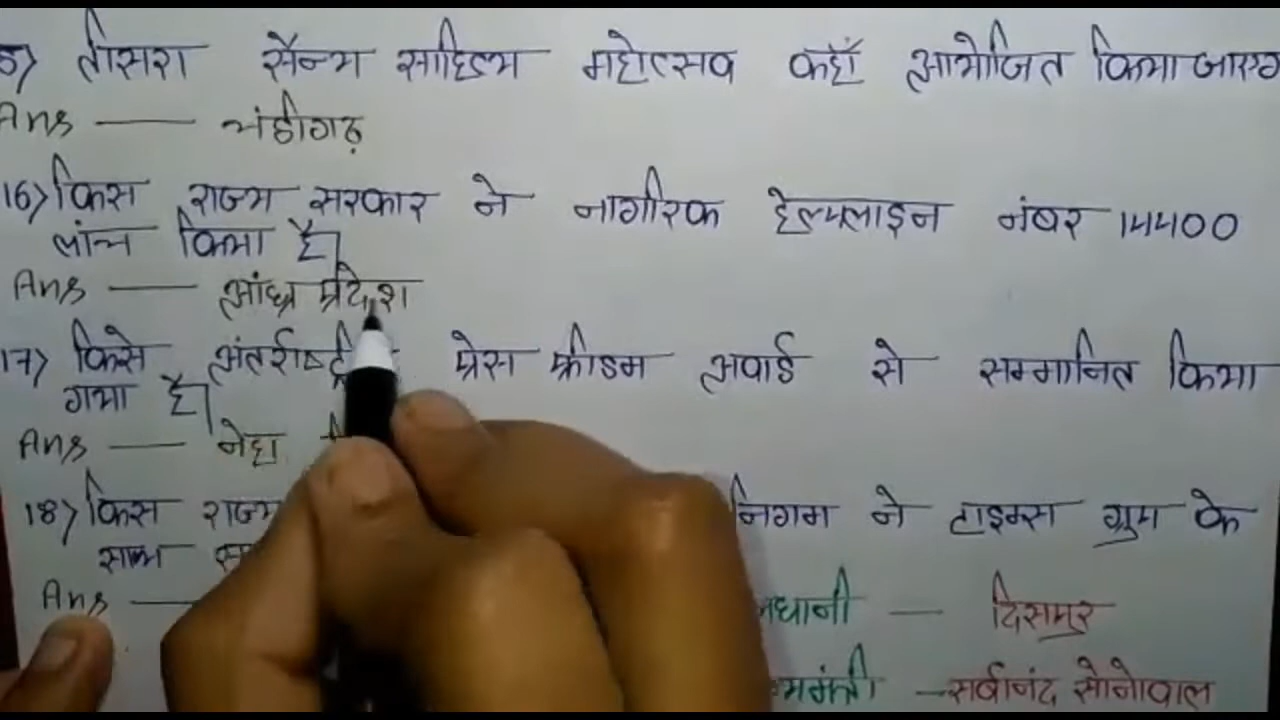 5) तीसरा सैन्य साहित्य महोत्सव कहाँ आयोजित किया जाएगा
Ans — चंडीगढ़
16) किस राज्य सरकार ने नागरिक हेल्पलाइन नंबर 14400
लांच किया है।
Ans — आंध्र प्रदेश
17) किसे अंतर्राष्ट्रीय प्रेस फ्रीडम अवार्ड से सम्मानित किया
गया है।
Ans — नेहा
18) किस राज्य निगम ने टाइम्स ग्रुप के
साथ
Ans — — दिसपुर
— सर्बानंद सोनोवाल